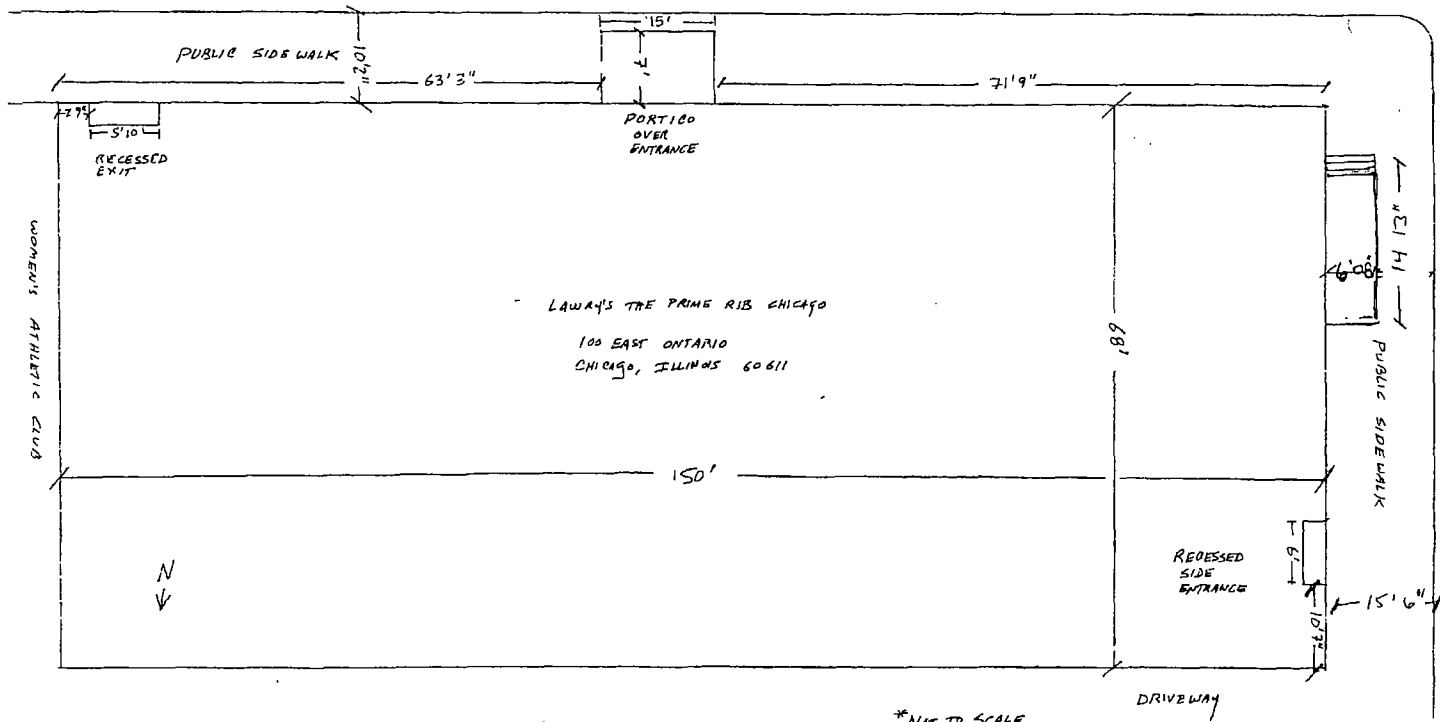 '15'
PUBLIC SIDEWALK
10'2"
7'
63'3"
71'9"
2'9"
5'10
RECESSED
EXIT
PORTICO
OVER
ENTRANCE
14'13"
6'08"
WOMEN'S ATHLETIC CLUB
LAWRY'S THE PRIME RIB CHICAGO
100 EAST ONTARIO
CHICAGO, ILLINOIS 60611
68'
PUBLIC SIDEWALK
150'
N
RECESSED
SIDE
ENTRANCE
6'
10'7"
15'6"
DRIVEWAY
*NOT TO SCALE